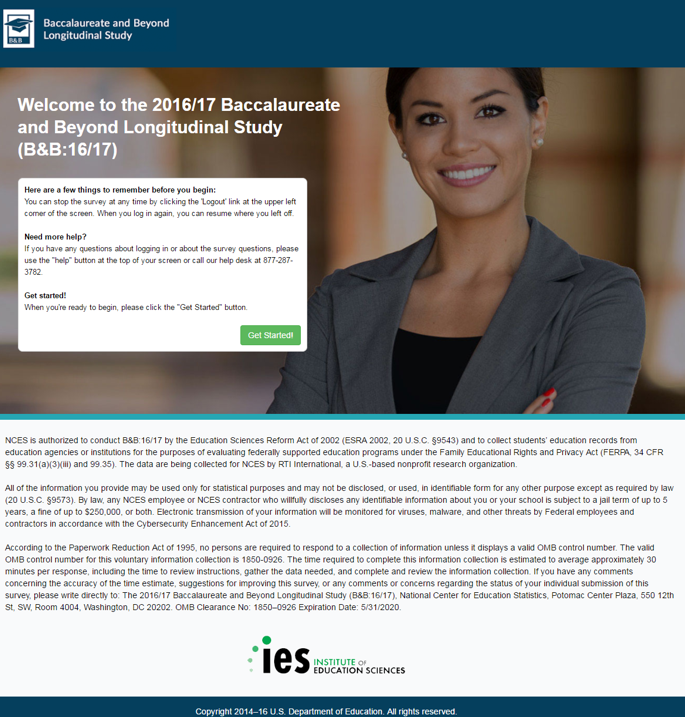 Baccalaureate and Beyond
Longitudinal Study
B&B
Welcome to the 2016/17 Baccalaureate
and Beyond Longitudinal Study
(B&B:16/17)
Here are a few things to remember before you begin:
You can stop the survey at any time by clicking the 'Logout' link at the upper left
corner of the screen. When you log in again, you can resume where you left off.
Need more help?
If you have any questions about logging in or about the survey questions, please
use the "help" button at the top of your screen or call our help desk at 877-287-
3782.
Get started!
When you're ready to begin, please click the "Get Started" button.
Get Started!
NCES is authorized to conduct B&B:16/17 by the Education Sciences Reform Act of 2002 (ESRA 2002, 20 U.S.C. §9543) and to collect students' education records from
education agencies or institutions for the purposes of evaluating federally supported education programs under the Family Educational Rights and Privacy Act (FERPA, 34 CFR
§§ 99.31(a)(3)(iii) and 99.35). The data are being collected for NCES by RTI International, a U.S.-based nonprofit research organization.
All of the information you provide may be used only for statistical purposes and may not be disclosed, or used, in identifiable form for any other purpose except as required by law
(20 U.S.C. §9573). By law, any NCES employee or NCES contractor who willfully discloses any identifiable information about you or your school is subject to a jail term of up to 5
years, a fine of up to $250,000, or both. Electronic transmission of your information will be monitored for viruses, malware, and other threats by Federal employees and
contractors in accordance with the Cybersecurity Enhancement Act of 2015.
According to the Paperwork Reduction Act of 1995, no persons are required to respond to a collection of information unless it displays a valid OMB control number. The valid
OMB control number for this voluntary information collection is 1850-0926. The time required to complete this information collection is estimated to average approximately 30
minutes per response, including the time to review instructions, gather the data needed, and complete and review the information collection. If you have any comments
concerning the accuracy of the time estimate, suggestions for improving this survey, or any comments or concerns regarding the status of your individual submission of this
survey, please write directly to: The 2016/17 Baccalaureate and Beyond Longitudinal Study (B&B:16/17), National Center for Education Statistics, Potomac Center Plaza, 550 12th
St, SW, Room 4004, Washington, DC 20202. OMB Clearance No: 1850–0926 Expiration Date: 5/31/2020.
ies INSTITUTE OF
EDUCATION SCIENCES
Copyright 2014–16 U.S. Department of Education. All rights reserved.